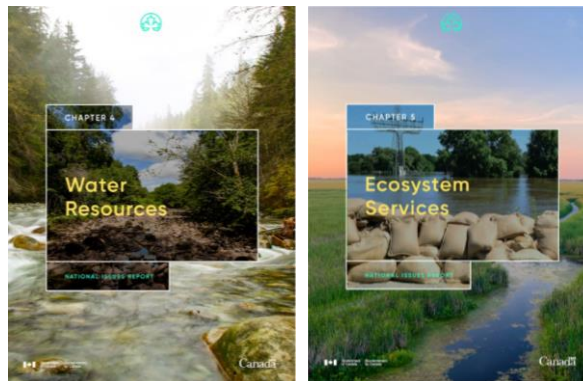 CHAPTER 4
Water
Resources
NATIONAL ISSUES REPORT
Canada
CHAPTER 5
Ecosystem
Services
NATIONAL ISSUES REPORT
Canada